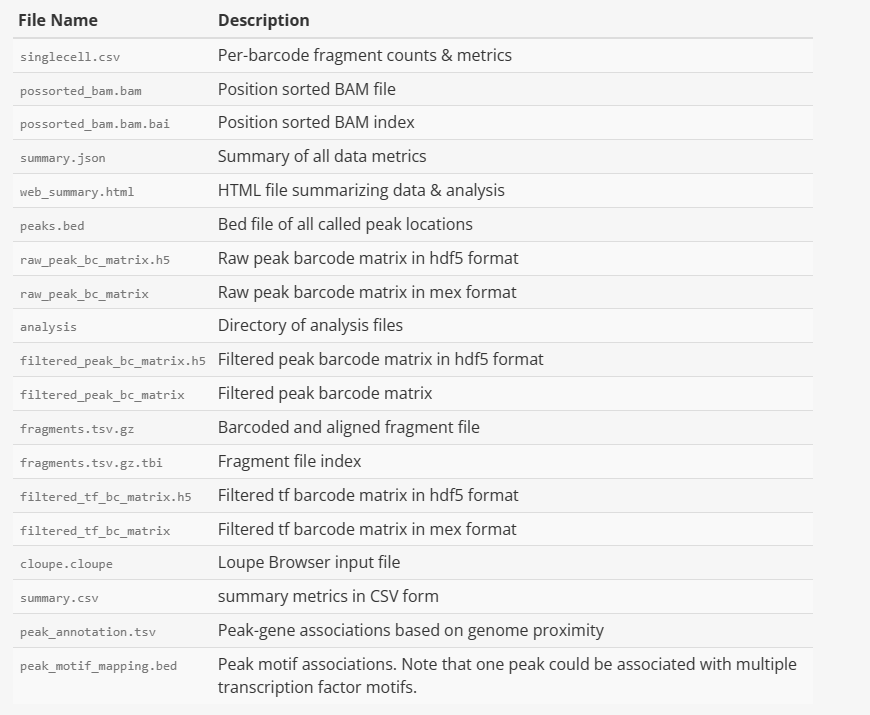 File Name Description
singlecell.csv Per-barcode fragment counts & metrics
possorted_bam.bam Position sorted BAM file
possorted_bam.bam.bai Position sorted BAM index
summary.json Summary of all data metrics
web_summary.html HTML file summarizing data & analysis
peaks.bed Bed file of all called peak locations
raw_peak_bc_matrix.h5 Raw peak barcode matrix in hdf5 format
raw_peak_bc_matrix Raw peak barcode matrix in mex format
analysis Directory of analysis files
filtered_peak_bc_matrix.h5 Filtered peak barcode matrix in hdf5 format
filtered_peak_bc_matrix Filtered peak barcode matrix
fragments.tsv.gz Barcoded and aligned fragment file
fragments.tsv.gz.tbi Fragment file index
filtered_tf_bc_matrix.h5 Filtered tf barcode matrix in hdf5 format
filtered_tf_bc_matrix Filtered tf barcode matrix in mex format
cloupe.cloupe Loupe Browser input file
summary.csv summary metrics in CSV form
peak_annotation.tsv Peak-gene associations based on genome proximity
peak_motif_mapping.bed Peak motif associations. Note that one peak could be associated with multiple
transcription factor motifs.